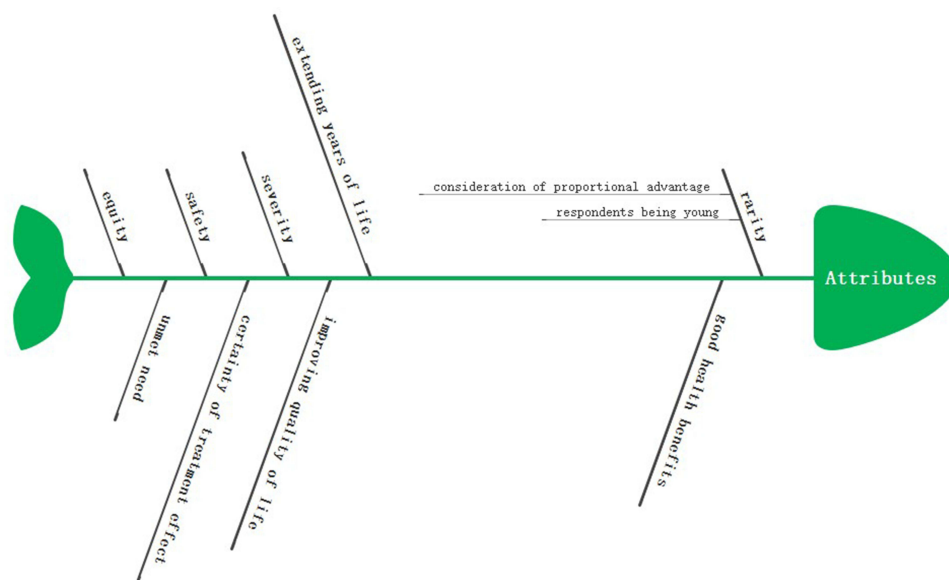 extending years of life
equity
safety
severity
consideration of proportional advantage
respondents being young
rarity
Attributes
Unmet need
certainty of treatment effect
improving quality of life
good health benefits